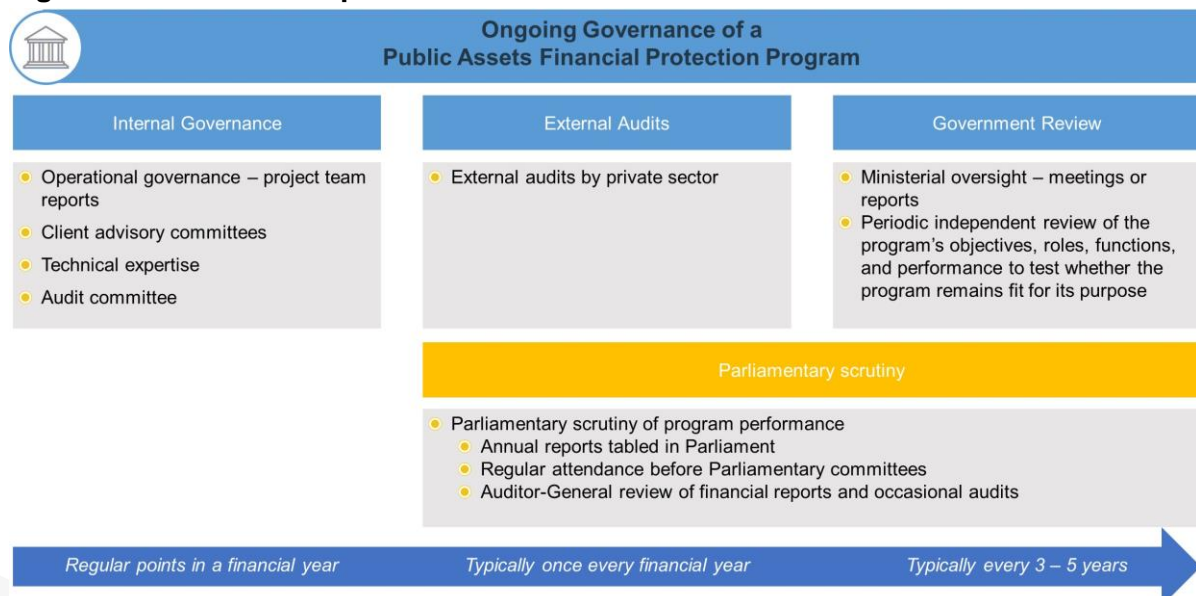 Ongoing Governance of a
Public Assets Financial Protection Program
Internal Governance
Operational governance – project team
reports
Client advisory committees
Technical expertise
Audit committee
External Audits
External audits by private sector
Government Review
Ministerial oversight – meetings or
reports
Periodic independent review of the
program’s objectives, roles, functions,
and performance to test whether the
program remains fit for its purpose
Parliamentary scrutiny
Parliamentary scrutiny of program performance
Annual reports tabled in Parliament
Regular attendance before Parliamentary committees
Auditor-General review of financial reports and occasional audits
Regular points in a financial year
Typically once every financial year
Typically every 3 – 5 years